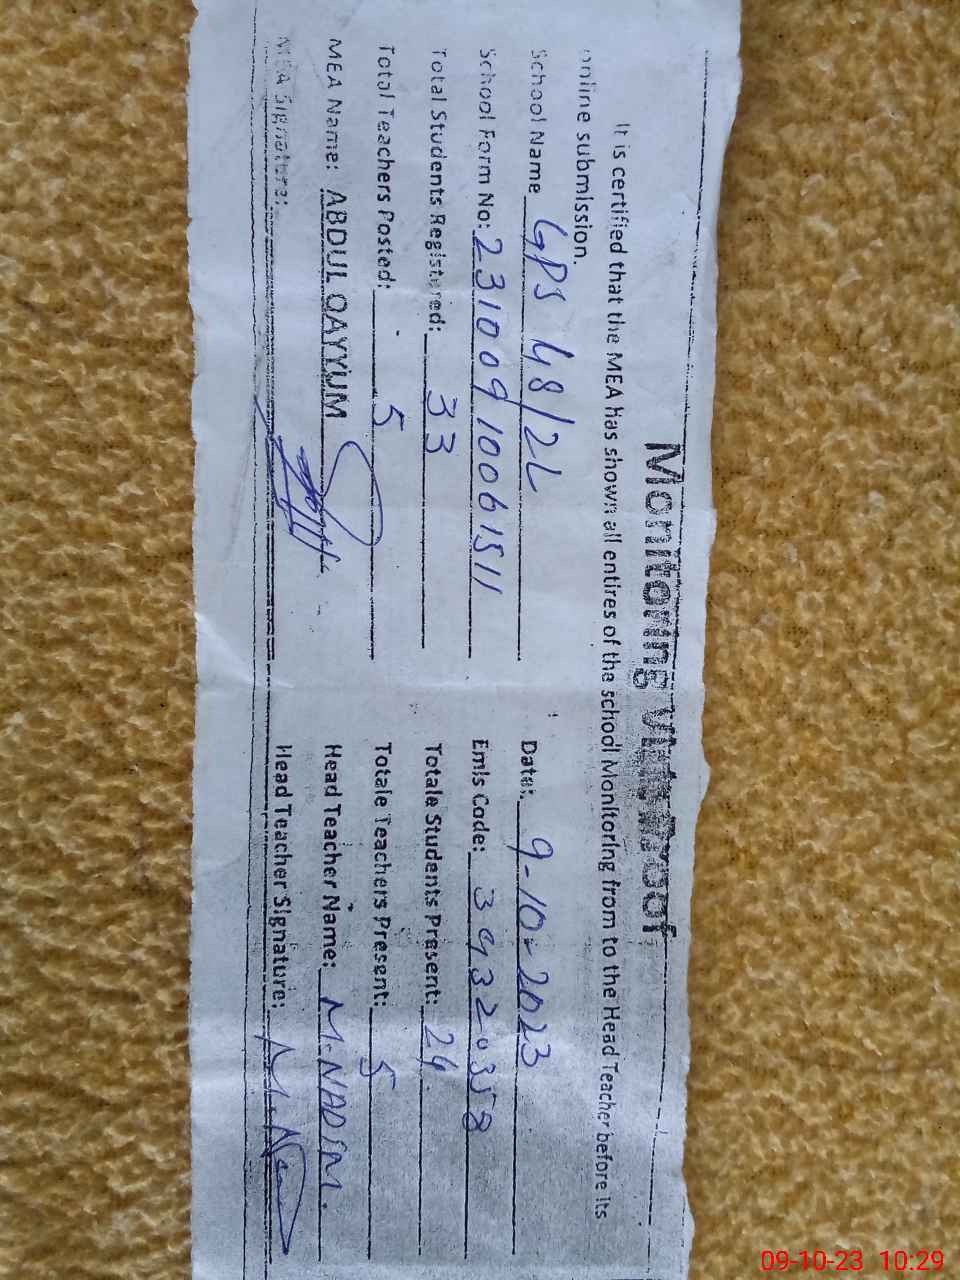 Monitoring Visit Proof
It is certified that the MEA has shown all entires of the school Monitoring from to the Head Teacher before its
online submission.
School Name GPS 48/2L Date: 9-10-2023
School Form No: 23100910061511 Emis Code: 39320358
Total Students Registered: 33 Totale Students Present: 24
Total Teachers Posted: 5 Totale Teachers Present: 5
MEA Name: ABDUL QAYYUM Head Teacher Name: M. NADIM.
MEA Signature: Head Teacher Signature:
09-10-23 10:29